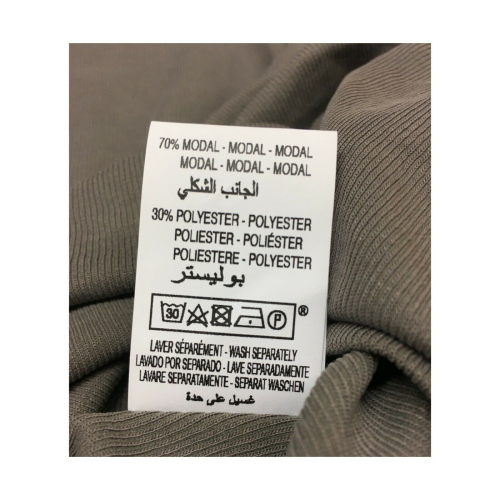 70% MODAL - MODAL - MODAL
MODAL - MODAL - MODAL
الجانب الشكلي
30% POLYESTER - POLYESTER
POLIESTER - POLIÉSTER
POLIESTERE - POLYESTER
بوليستر
30 P ®
LAVER SÉPARÉMENT - WASH SEPARATELY
LAVADO POR SEPARADO - LAVE SEPARADAMENTE
LAVARE SEPARATAMENTE - SEPARAT WASCHEN
غسيل على حدة